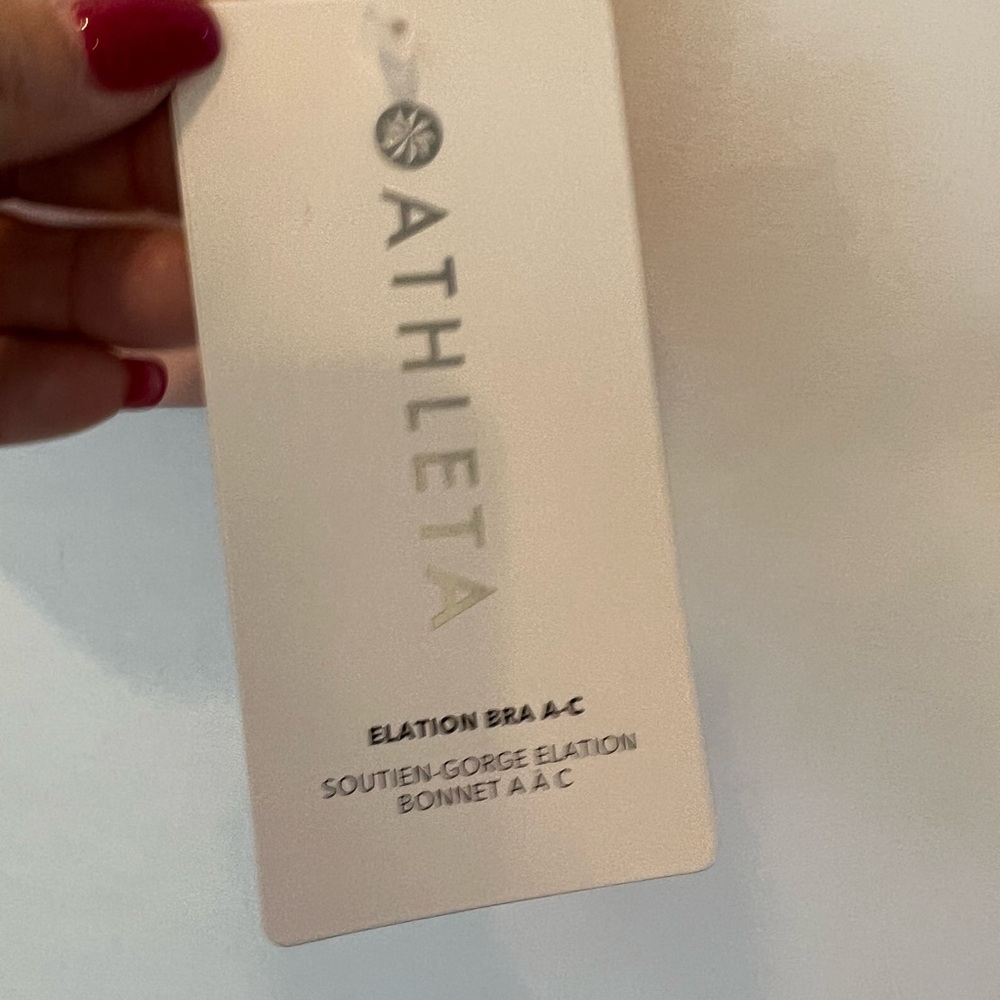 ATHLETA
ELATION BRA A-C
SOUTIEN-GORGE ELATION
BONNET A À C